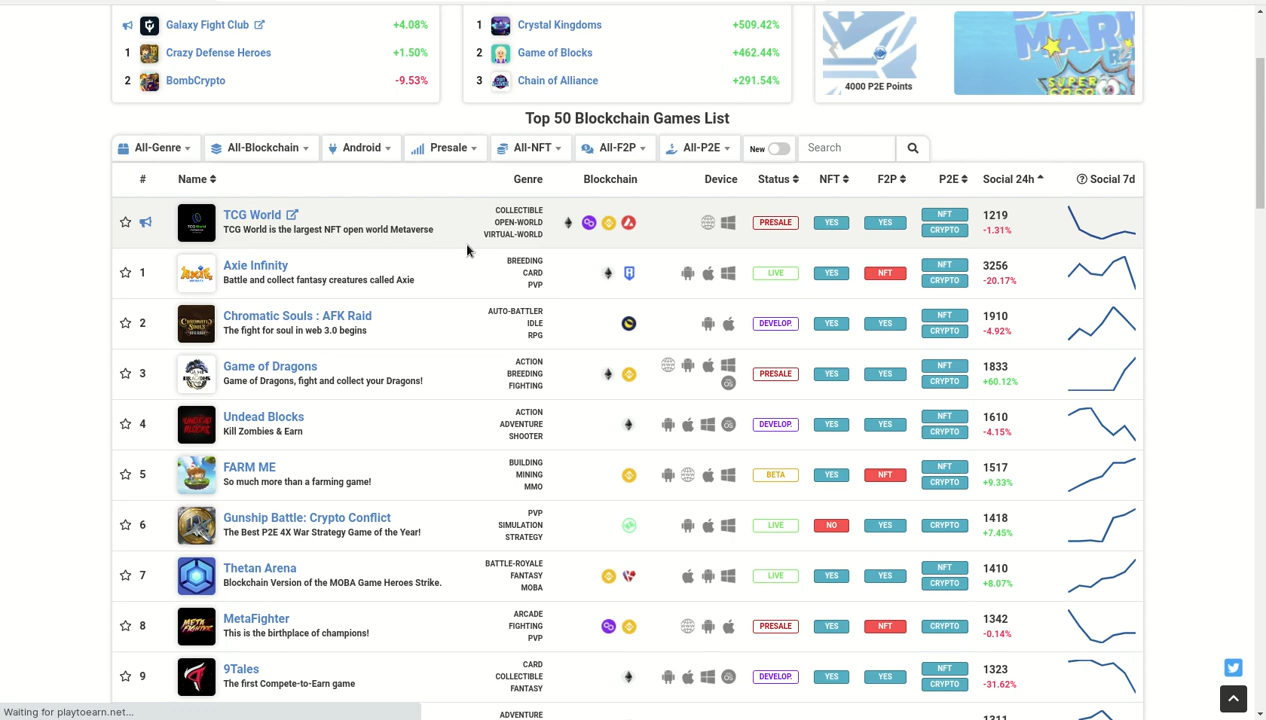 Galaxy Fight Club +4.08%
1 Crazy Defense Heroes +1.50%
2 BombCrypto -9.53%
1 Crystal Kingdoms +509.42%
2 Game of Blocks +462.44%
3 Chain of Alliance +291.54%
4000 P2E Points
MARK
SUPER
Top 50 Blockchain Games List
All-Genre All-Blockchain Android Presale All-NFT All-F2P All-P2E New Search
# Name Genre Blockchain Device Status NFT F2P P2E Social 24h Social 7d
TCG World
TCG World is the largest NFT open world Metaverse
COLLECTIBLE
OPEN-WORLD
VIRTUAL-WORLD
PRESALE YES YES
NFT
CRYPTO
1219
-1.31%
1
Axie Infinity
Battle and collect fantasy creatures called Axie
BREEDING
CARD
PVP
LIVE YES NFT
NFT
CRYPTO
3256
-20.17%
2
Chromatic Souls : AFK Raid
The fight for soul in web 3.0 begins
AUTO-BATTLER
IDLE
RPG
DEVELOP. YES YES
NFT
CRYPTO
1910
-4.92%
3
Game of Dragons
Game of Dragons, fight and collect your Dragons!
ACTION
BREEDING
FIGHTING
PRESALE YES YES
NFT
CRYPTO
1833
+60.12%
4
Undead Blocks
Kill Zombies & Earn
ACTION
ADVENTURE
SHOOTER
DEVELOP. YES YES
NFT
CRYPTO
1610
-4.15%
5
FARM ME
So much more than a farming game!
BUILDING
MINING
MMO
BETA YES NFT
NFT
CRYPTO
1517
+9.33%
6
Gunship Battle: Crypto Conflict
The Best P2E 4X War Strategy Game of the Year!
PVP
SIMULATION
STRATEGY
LIVE NO YES CRYPTO
1418
+7.45%
7
Thetan Arena
Blockchain Version of the MOBA Game Heroes Strike.
BATTLE-ROYALE
FANTASY
MOBA
LIVE YES YES
NFT
CRYPTO
1410
+8.07%
8
MetaFighter
This is the birthplace of champions!
ARCADE
FIGHTING
PVP
PRESALE YES NFT CRYPTO
1342
-0.14%
9
9Tales
The first Compete-to-Earn game
CARD
COLLECTIBLE
FANTASY
DEVELOP. YES YES
NFT
CRYPTO
1323
-31.62%
ADVENTURE
NFT
1311
Waiting for playtoearn.net...